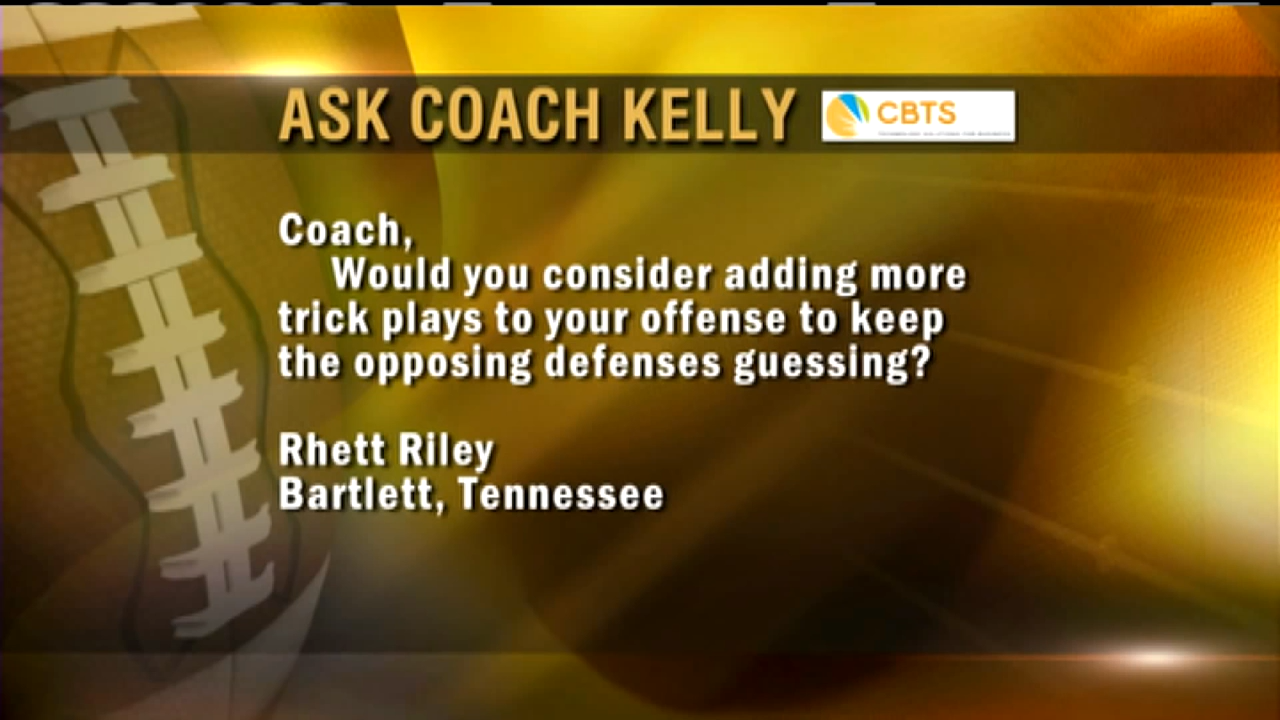 ASK COACH KELLY
CBTS
Coach,
Would you consider adding more
trick plays to your offense to keep
the opposing defenses guessing?
Rhett Riley
Bartlett, Tennessee